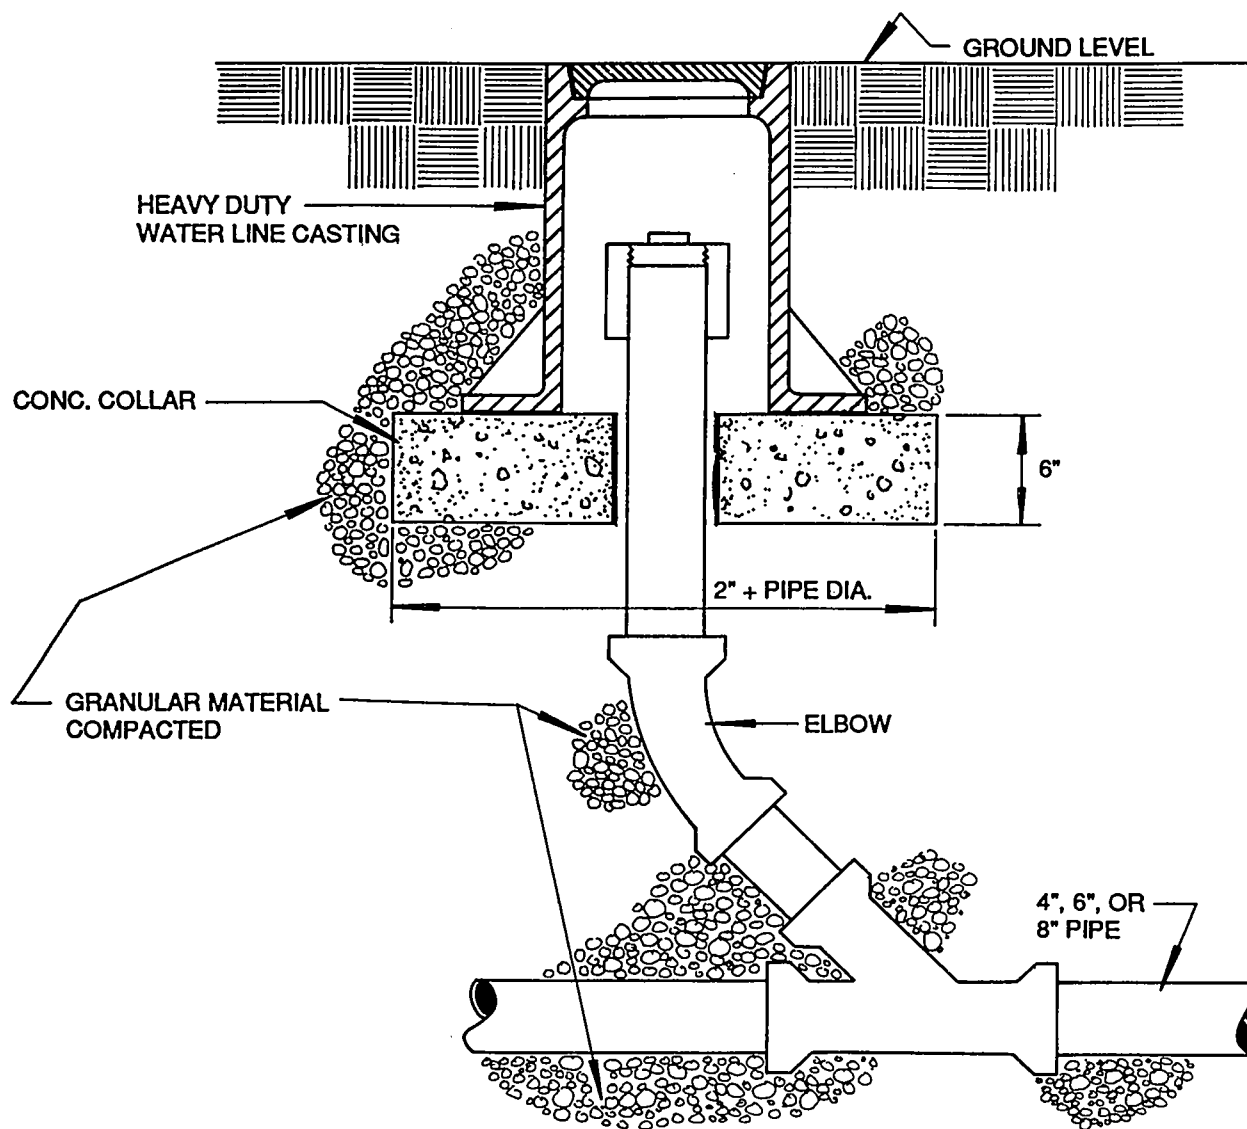 GROUND LEVEL
HEAVY DUTY
WATER LINE CASTING
CONC. COLLAR
6"
2" + PIPE DIA.
GRANULAR MATERIAL
COMPACTED
ELBOW
4", 6", OR
8" PIPE